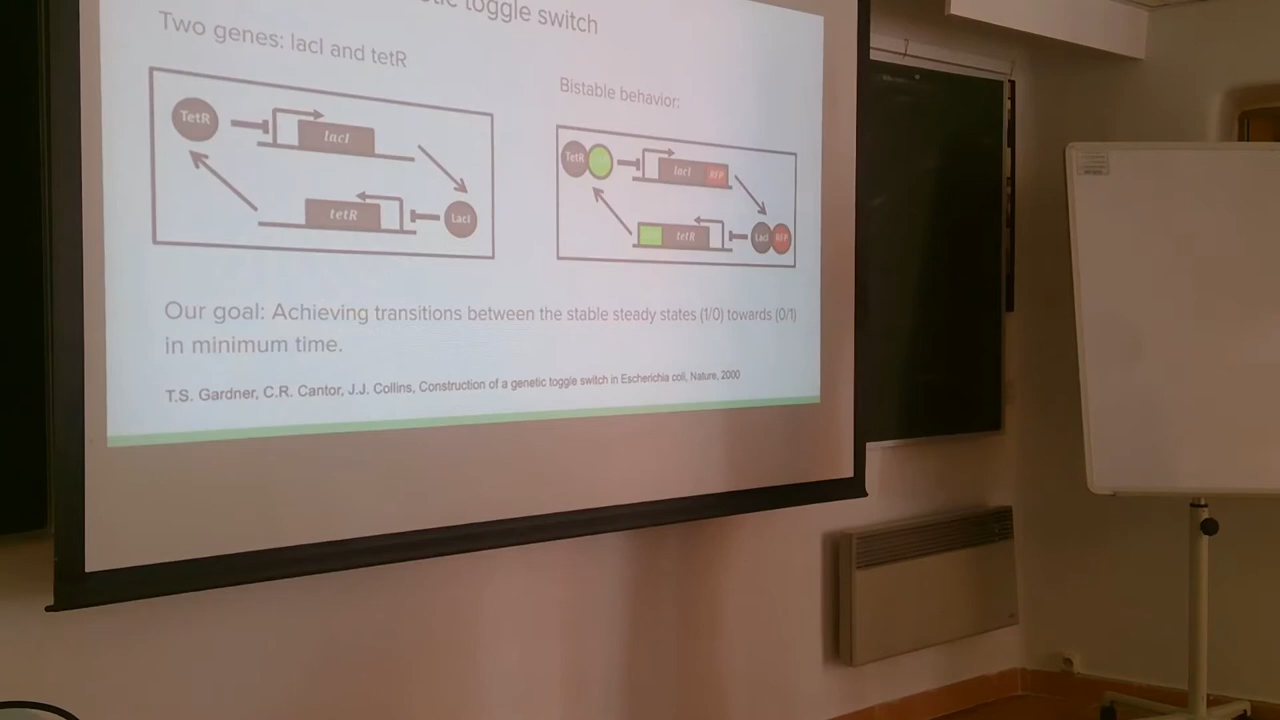 toggle switch
Two genes: lacI and tetR
TetR
lacI
tetR
LacI
Bistable behavior:
TetR
lacI RFP
tetR
LacI RFP
Our goal: Achieving transitions between the stable steady states (1/0) towards (0/1)
in minimum time.
T.S. Gardner, C.R. Cantor, J.J. Collins, Construction of a genetic toggle switch in Escherichia coli, Nature, 2000